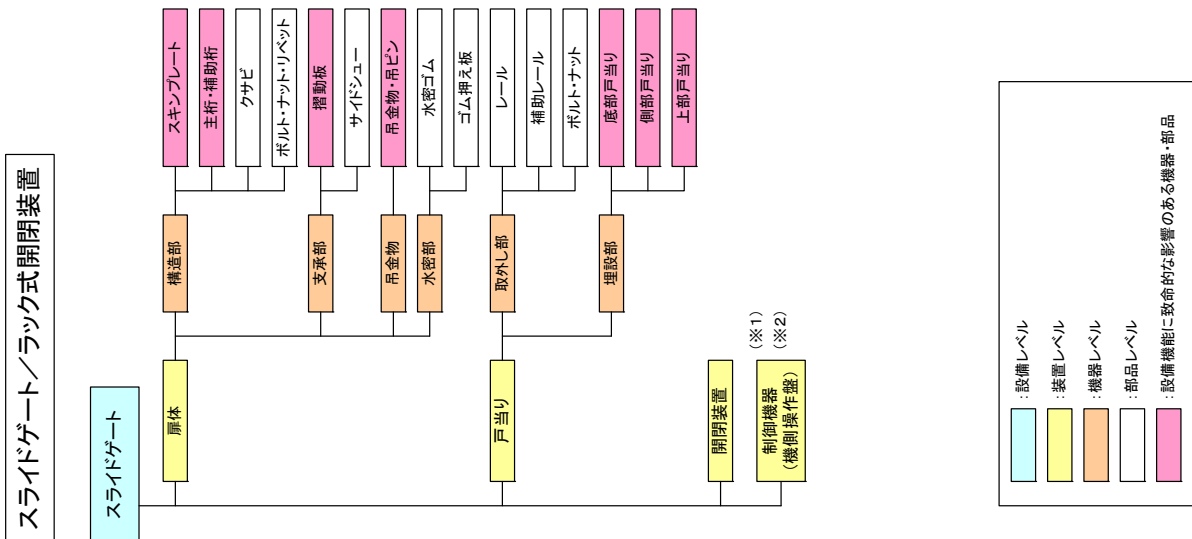 スライドゲート／ラック式開閉装置
スライドゲート
扉体
構造部
スキンプレート
主桁・補助桁
クサビ
ボルト・ナット・リベット
支承部
摺動板
サイドシュー
吊金物
吊金物・吊ピン
水密部
水密ゴム
ゴム押え板
戸当り
取外し部
レール
補助レール
ボルト・ナット
埋設部
底部戸当り
側部戸当り
上部戸当り
開閉装置
(※1)
制御機器
(機側操作盤)
(※2)
：設備レベル
：装置レベル
：機器レベル
：部品レベル
：設備機能に致命的な影響のある機器・部品